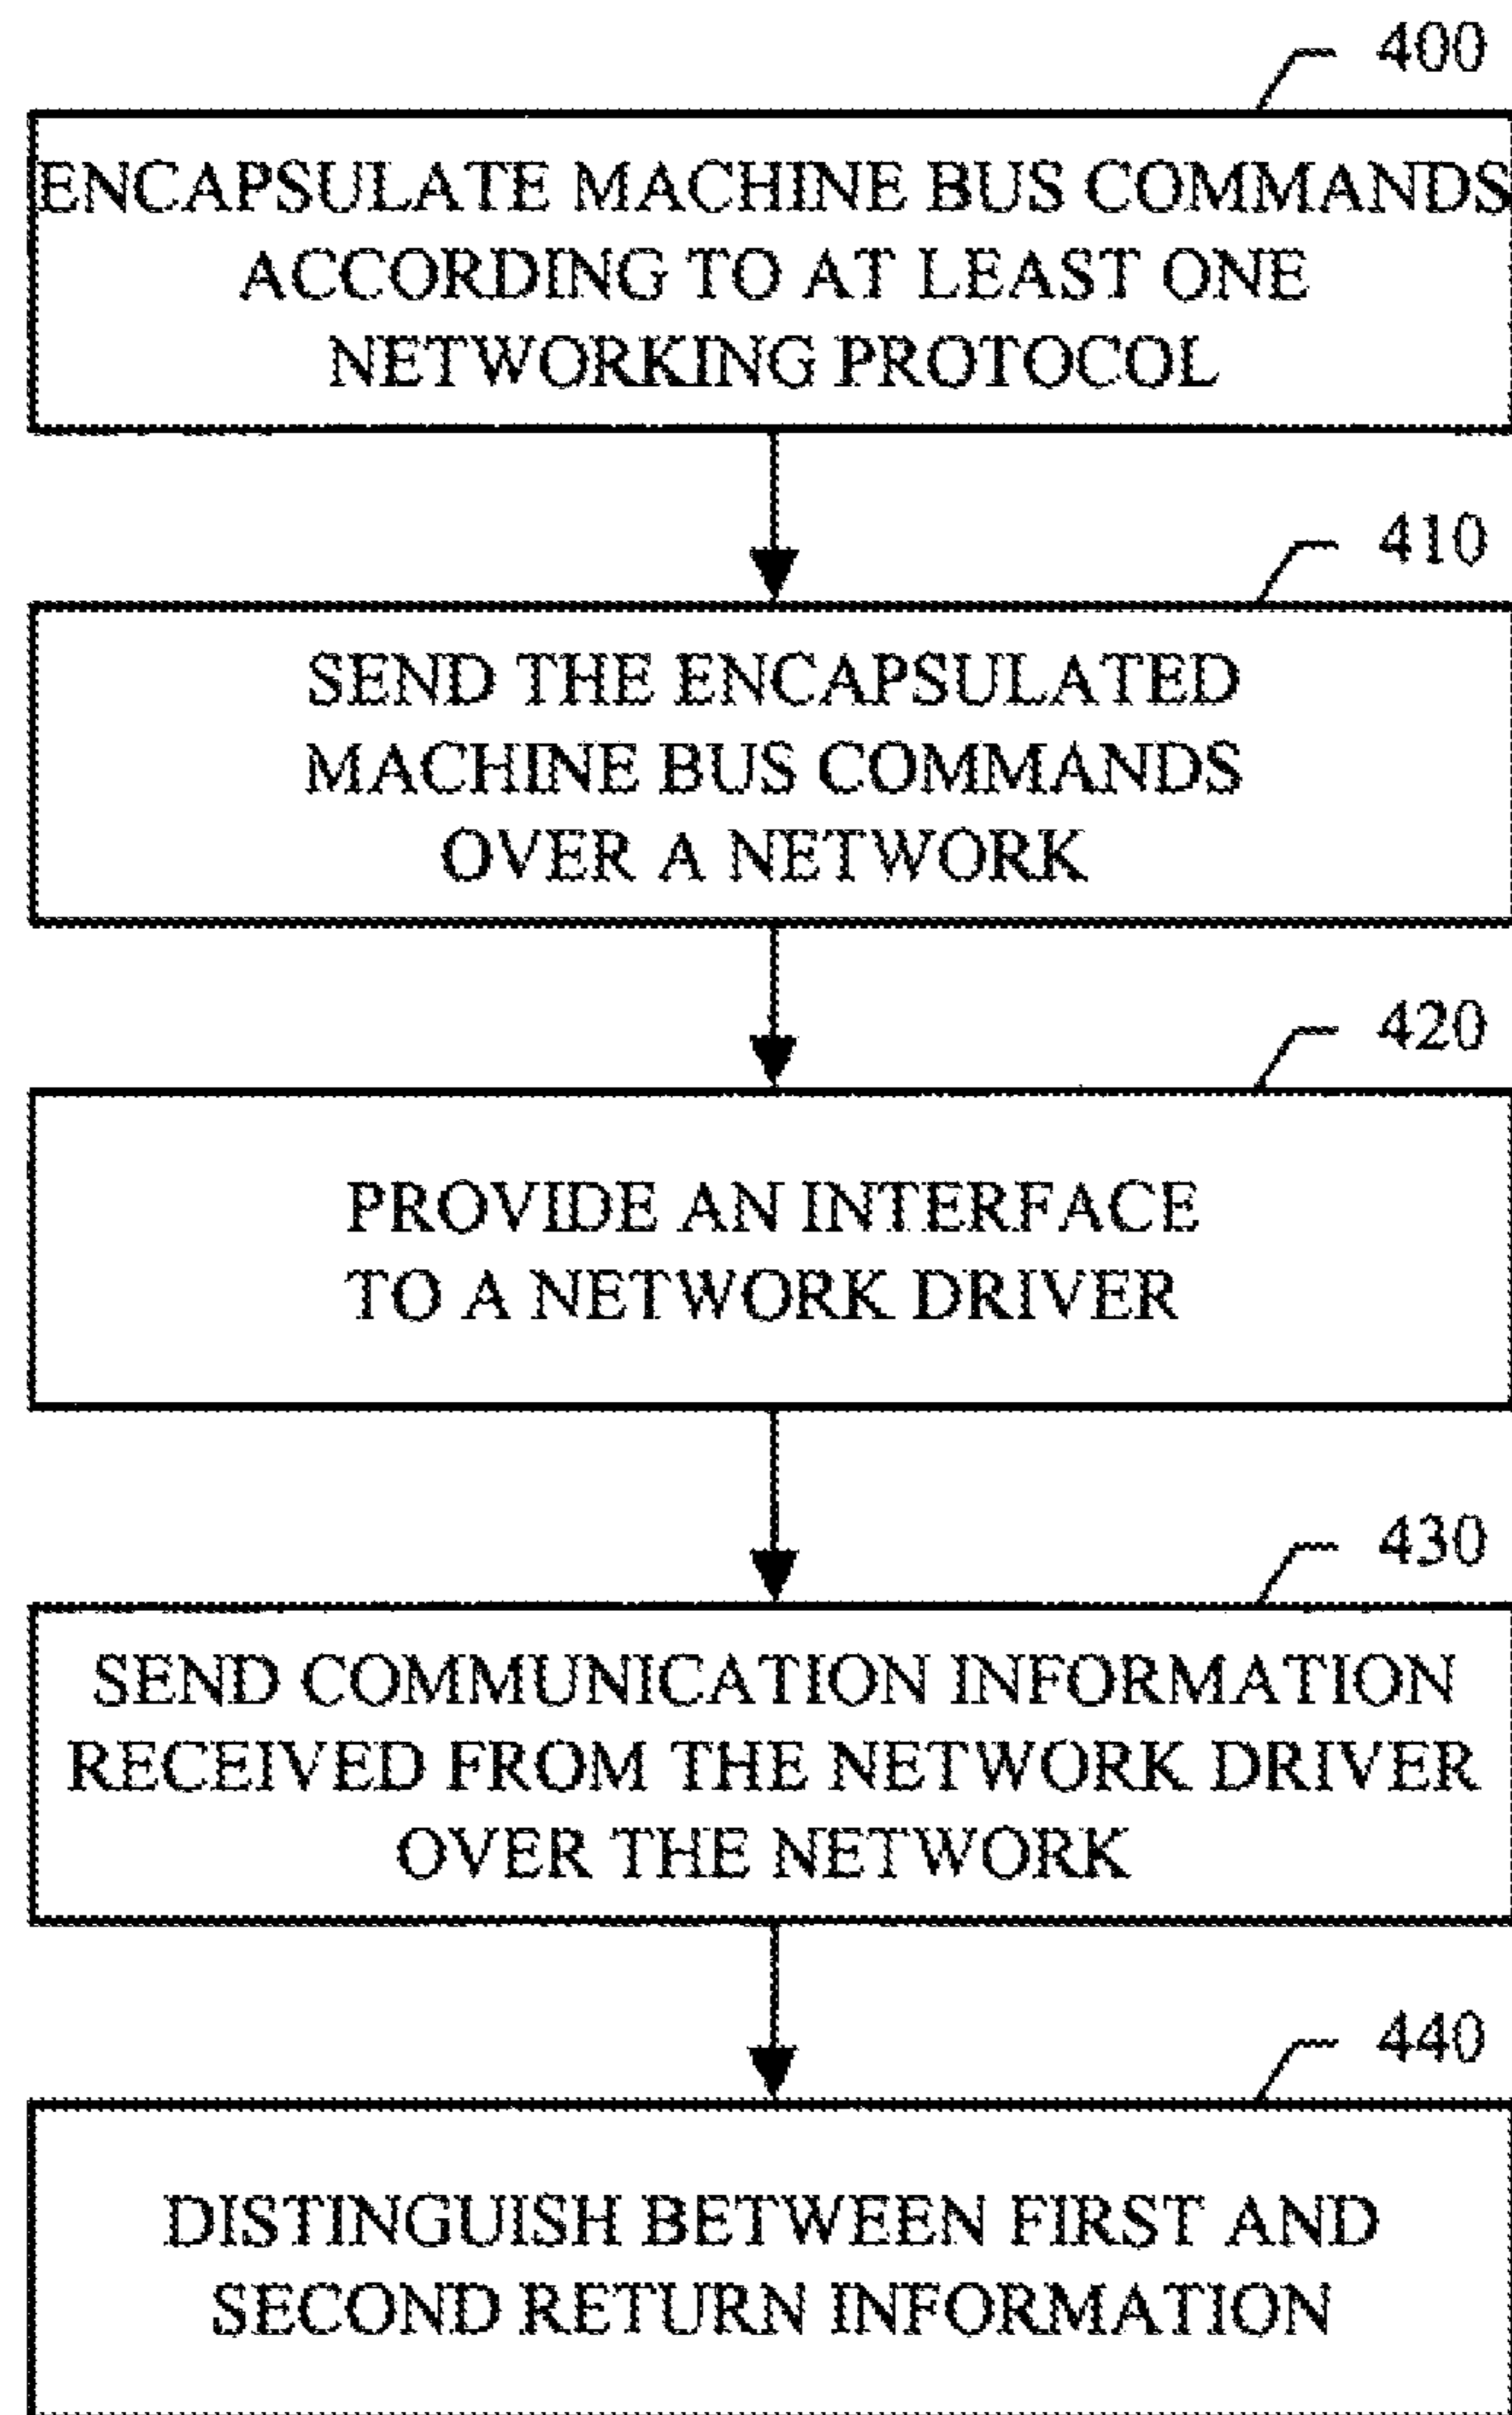 400
ENCAPSULATE MACHINE BUS COMMANDS
ACCORDING TO AT LEAST ONE
NETWORKING PROTOCOL
410
SEND THE ENCAPSULATED
MACHINE BUS COMMANDS
OVER A NETWORK
420
PROVIDE AN INTERFACE
TO A NETWORK DRIVER
430
SEND COMMUNICATION INFORMATION
RECEIVED FROM THE NETWORK DRIVER
OVER THE NETWORK
440
DISTINGUISH BETWEEN FIRST AND
SECOND RETURN INFORMATION